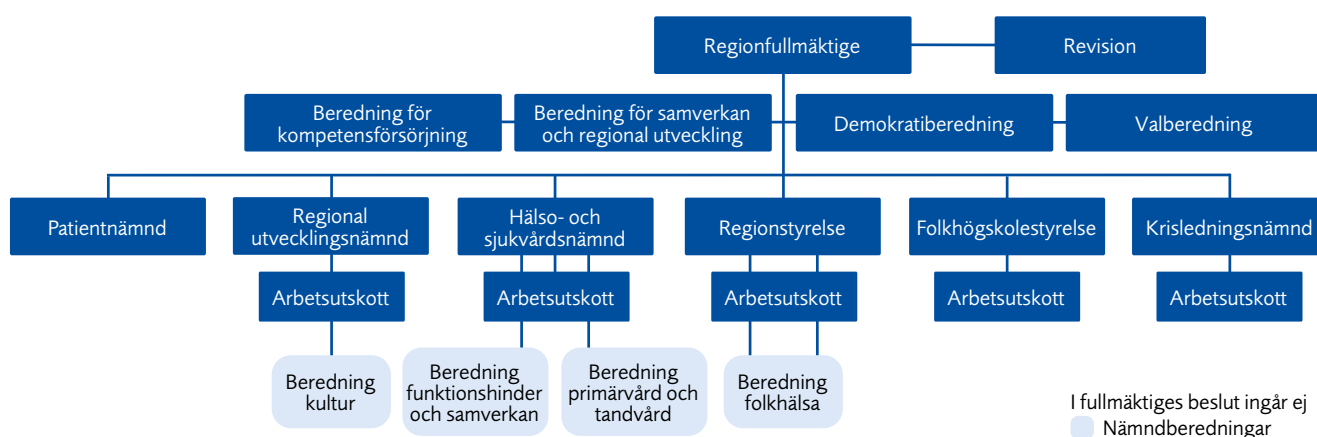 Regionfullmäktige
Revision
Beredning för
kompetensförsörjning
Beredning för samverkan
och regional utveckling
Demokratiberedning
Valberedning
Patientnämnd
Regional
utvecklingsnämnd
Hälso- och
sjukvårdsnämnd
Regionstyrelse
Folkhögskolestyrelse
Krisledningsnämnd
Arbetsutskott
Arbetsutskott
Arbetsutskott
Arbetsutskott
Arbetsutskott
Beredning
kultur
Beredning
funktionshinder
och samverkan
Beredning
primärvård och
tandvård
Beredning
folkhälsa
I fullmäktiges beslut ingår ej
Nämndberedningar